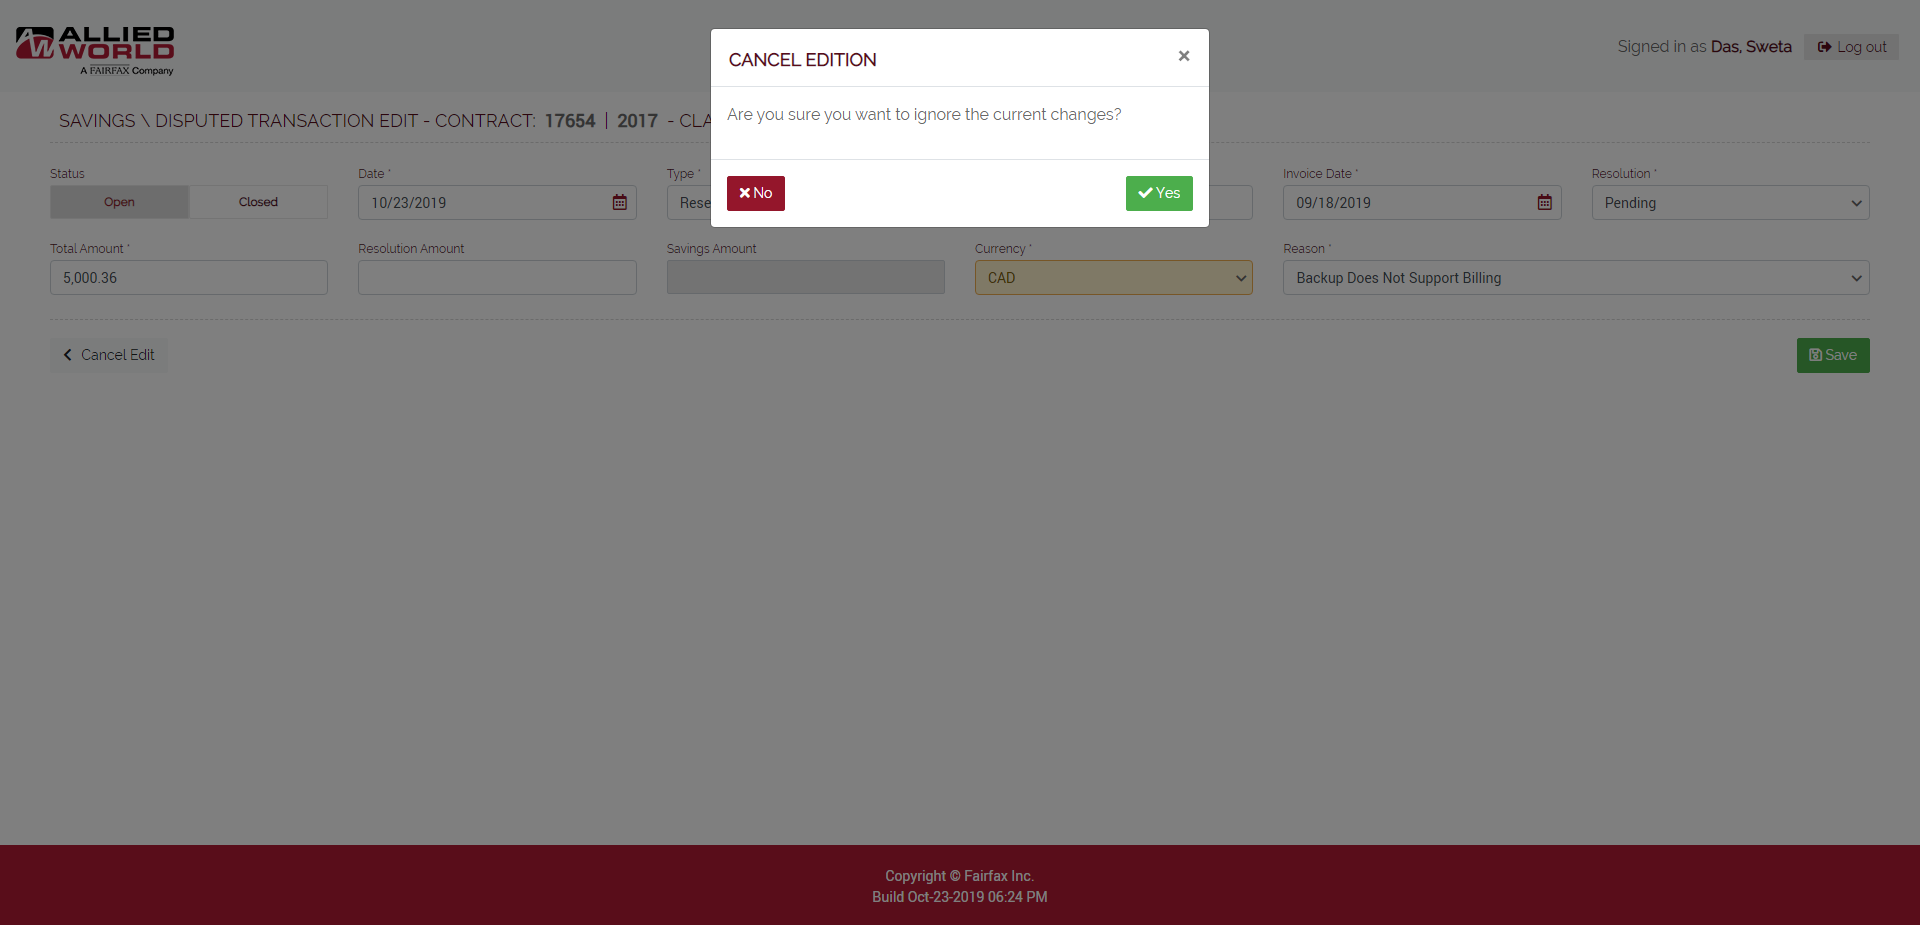 ALLIED
WORLD
A FAIRFAX Company
Signed in as Das, Sweta
Log out
CANCEL EDITION
×
Are you sure you want to ignore the current changes?
No
Yes
SAVINGS \ DISPUTED TRANSACTION EDIT - CONTRACT: 17654 | 2017 - CLA
Status
Date *
Type *
Invoice Date *
Resolution *
Open
Closed
10/23/2019
Rese
09/18/2019
Pending
Total Amount *
Resolution Amount
Savings Amount
Currency *
Reason *
5,000.36
CAD
Backup Does Not Support Billing
Cancel Edit
Save
Copyright © Fairfax Inc.
Build Oct-23-2019 06:24 PM